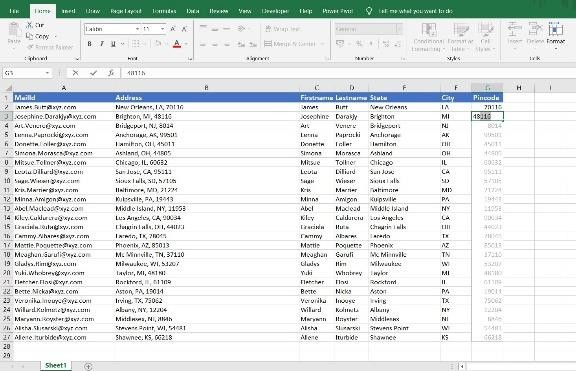 File Home Insert Draw Page Layout Formulas Data Review View Developer Help Power Pivot Tell me what you want to do
Cut
Copy
Format Painter
Paste
Calibri 11
Wrap Text
Merge & Center
General
Conditional Formatting
Format as Table
Cell Styles
Insert Delete Format
Clipboard Font Alignment Number Styles Cells
G3 fx 48116
A B C D E F G H I
1 MailId Address Firstname Lastname State City Pincode
2 James.Butt@xyz.com New Orleans, LA, 70116 James Butt New Orleans LA 70116
3 Josephine.Darakjy@xyz.com Brighton, MI, 48116 Josephine Darakjy Brighton MI 48116
4 Art.Venere@xyz.com Bridgeport, NJ, 8014 Art Venere Bridgeport NJ 8014
5 Lenna.Paprocki@xyz.com Anchorage, AK, 99501 Lenna Paprocki Anchorage AK 99501
6 Donette.Foller@xyz.com Hamilton, OH, 45011 Donette Foller Hamilton OH 45011
7 Simona.Morasca@xyz.com Ashland, OH, 44805 Simona Morasca Ashland OH 44805
8 Mitsue.Tollner@xyz.com Chicago, IL, 60632 Mitsue Tollner Chicago IL 60632
9 Leota.Dilliard@xyz.com San Jose, CA, 95111 Leota Dilliard San Jose CA 95111
10 Sage.Wieser@xyz.com Sioux Falls, SD, 57105 Sage Wieser Sioux Falls SD 57105
11 Kris.Marrier@xyz.com Baltimore, MD, 21224 Kris Marrier Baltimore MD 21224
12 Minna.Amigon@xyz.com Kulpsville, PA, 19443 Minna Amigon Kulpsville PA 19443
13 Abel.Maclead@xyz.com Middle Island, NY, 11953 Abel Maclead Middle Island NY 11953
14 Kiley.Caldarera@xyz.com Los Angeles, CA, 90034 Kiley Caldarera Los Angeles CA 90034
15 Graciela.Ruta@xyz.com Chagrin Falls, OH, 44023 Graciela Ruta Chagrin Falls OH 44023
16 Cammy.Albares@xyz.com Laredo, TX, 78045 Cammy Albares Laredo TX 78045
17 Mattie.Poquette@xyz.com Phoenix, AZ, 85013 Mattie Poquette Phoenix AZ 85013
18 Meaghan.Garufi@xyz.com Mc Minnville, TN, 37110 Meaghan Garufi Mc Minnville TN 37110
19 Gladys.Rim@xyz.com Milwaukee, WI, 53207 Gladys Rim Milwaukee WI 53207
20 Yuki.Whobrey@xyz.com Taylor, MI, 48180 Yuki Whobrey Taylor MI 48180
21 Fletcher.Flosi@xyz.com Rockford, IL, 61109 Fletcher Flosi Rockford IL 61109
22 Bette.Nicka@xyz.com Aston, PA, 19014 Bette Nicka Aston PA 19014
23 Veronika.Inouye@xyz.com Irving, TX, 75062 Veronika Inouye Irving TX 75062
24 Willard.Kolmetz@xyz.com Albany, NY, 12204 Willard Kolmetz Albany NY 12204
25 Maryann.Royster@xyz.com Middlesex, NJ, 8846 Maryann Royster Middlesex NJ 8846
26 Alisha.Slusarski@xyz.com Stevens Point, WI, 54481 Alisha Slusarski Stevens Point WI 54481
27 Allene.Iturbide@xyz.com Shawnee, KS, 66218 Allene Iturbide Shawnee KS 66218
28
29
Sheet1